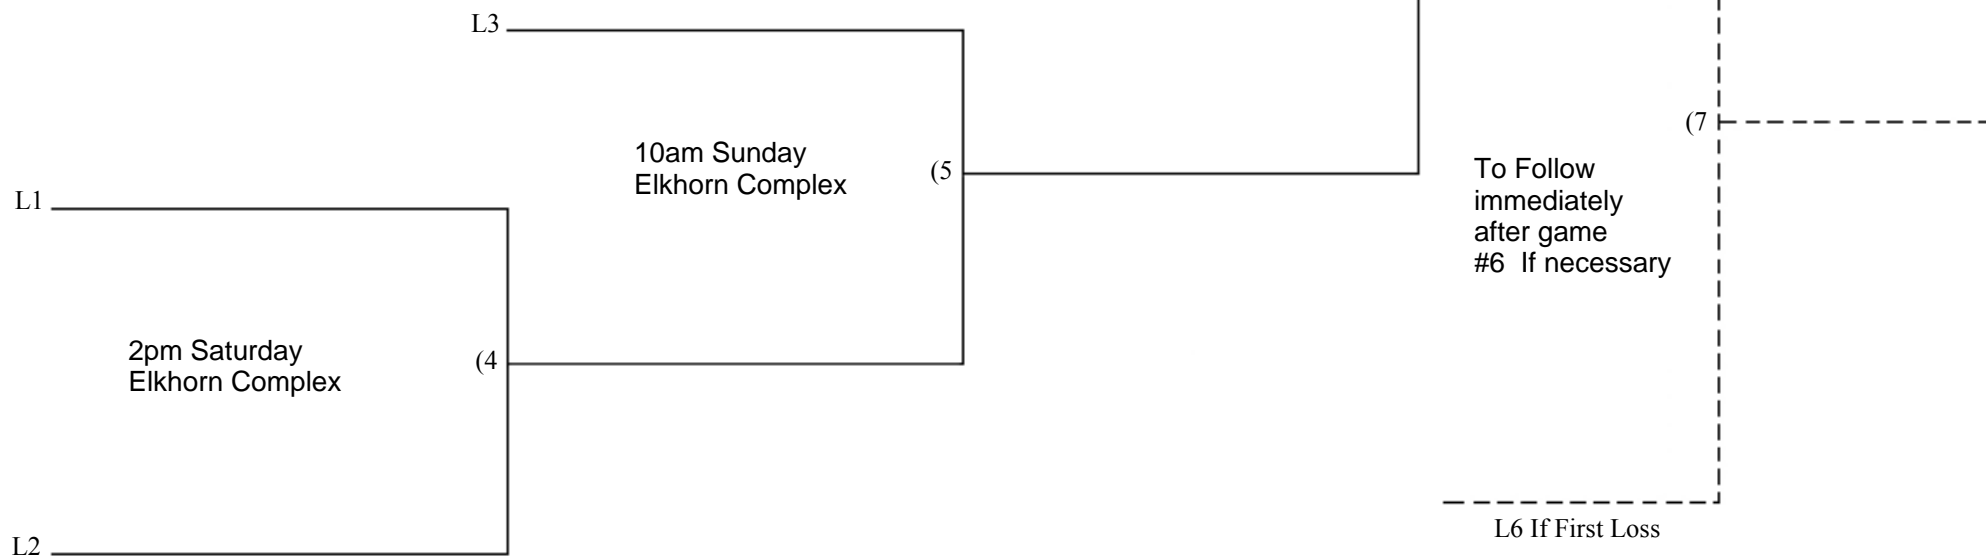 L3
(7
10am Sunday
Elkhorn Complex
(5
To Follow
immediately
after game
#6  If necessary
L1
2pm Saturday
Elkhorn Complex
(4
L6 If First Loss
L2